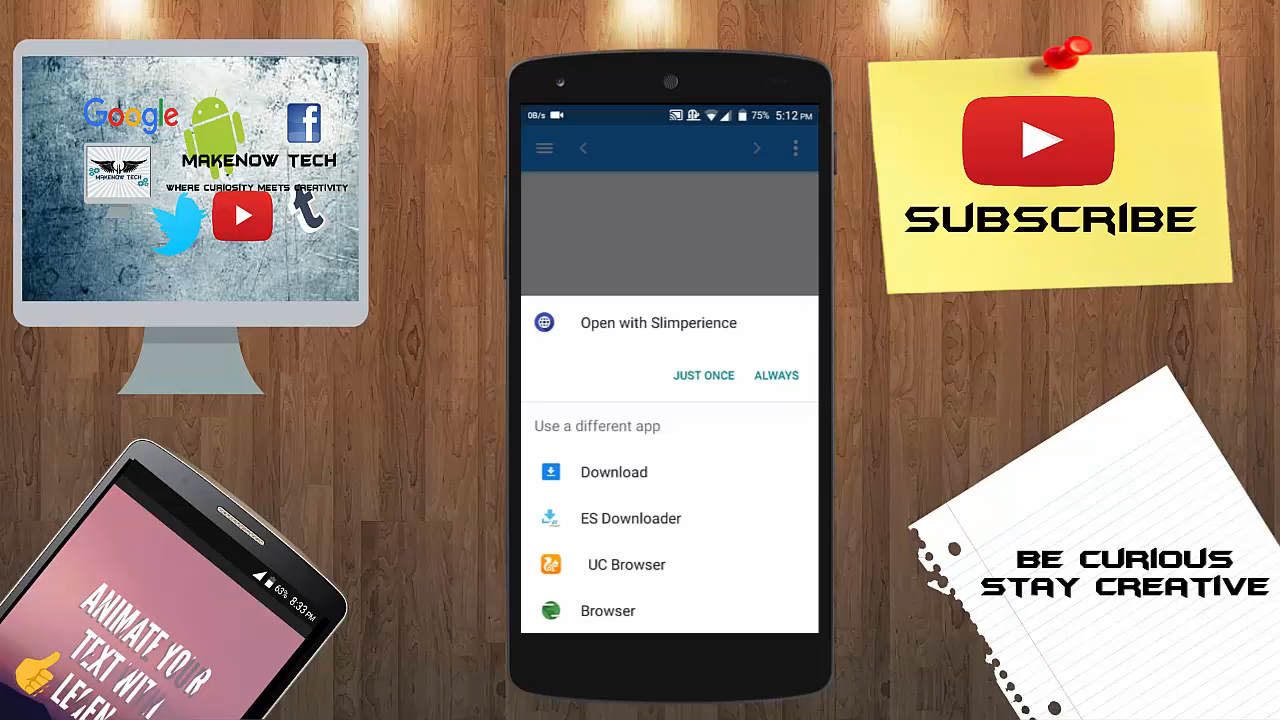 Google
MAKENOW TECH
MAKENOW TECH
WHERE CURIOSITY MEETS CREATIVITY
0B/s
75% 5:12 PM
Open with Slimperience
JUST ONCE ALWAYS
Use a different app
Download
ES Downloader
UC Browser
Browser
SUBSCRIBE
63% 8:33 PM
ANIMATE YOUR
TEXT WITH
BE CURIOUS
STAY CREATIVE